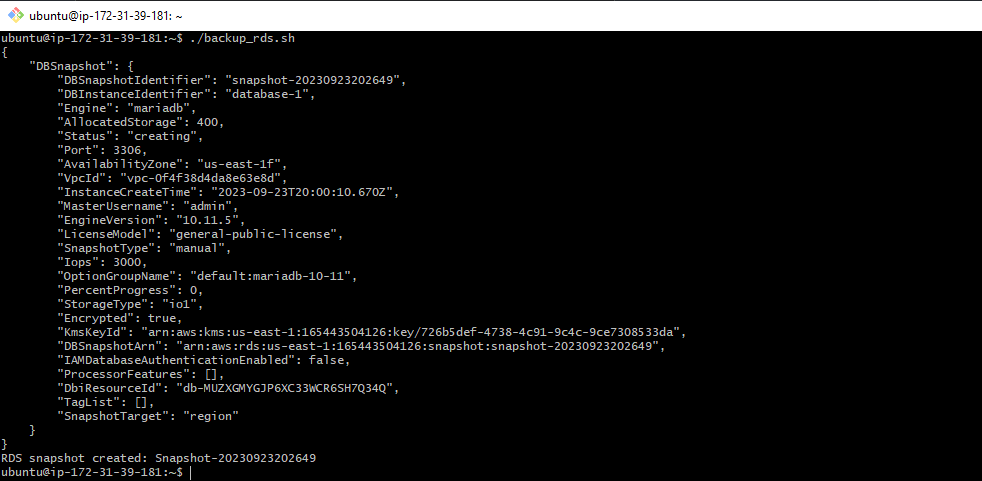 ubuntu@ip-172-31-39-181: ~
ubuntu@ip-172-31-39-181:~$ ./backup_rds.sh
{
    "DBSnapshot": {
        "DBSnapshotIdentifier": "snapshot-20230923202649",
        "DBInstanceIdentifier": "database-1",
        "Engine": "mariadb",
        "AllocatedStorage": 400,
        "Status": "creating",
        "Port": 3306,
        "AvailabilityZone": "us-east-1f",
        "VpcId": "vpc-0f4f38d4da8e63e8d",
        "InstanceCreateTime": "2023-09-23T20:00:10.670Z",
        "MasterUsername": "admin",
        "EngineVersion": "10.11.5",
        "LicenseModel": "general-public-license",
        "SnapshotType": "manual",
        "Iops": 3000,
        "OptionGroupName": "default:mariadb-10-11",
        "PercentProgress": 0,
        "StorageType": "io1",
        "Encrypted": true,
        "KmsKeyId": "arn:aws:kms:us-east-1:165443504126:key/726b5def-4738-4c91-9c4c-9ce7308533da",
        "DBSnapshotArn": "arn:aws:rds:us-east-1:165443504126:snapshot:snapshot-20230923202649",
        "IAMDatabaseAuthenticationEnabled": false,
        "ProcessorFeatures": [],
        "DbiResourceId": "db-MUZXGMYGJP6XC33WCR6SH7Q34Q",
        "TagList": [],
        "SnapshotTarget": "region"
    }
}
RDS snapshot created: Snapshot-20230923202649
ubuntu@ip-172-31-39-181:~$